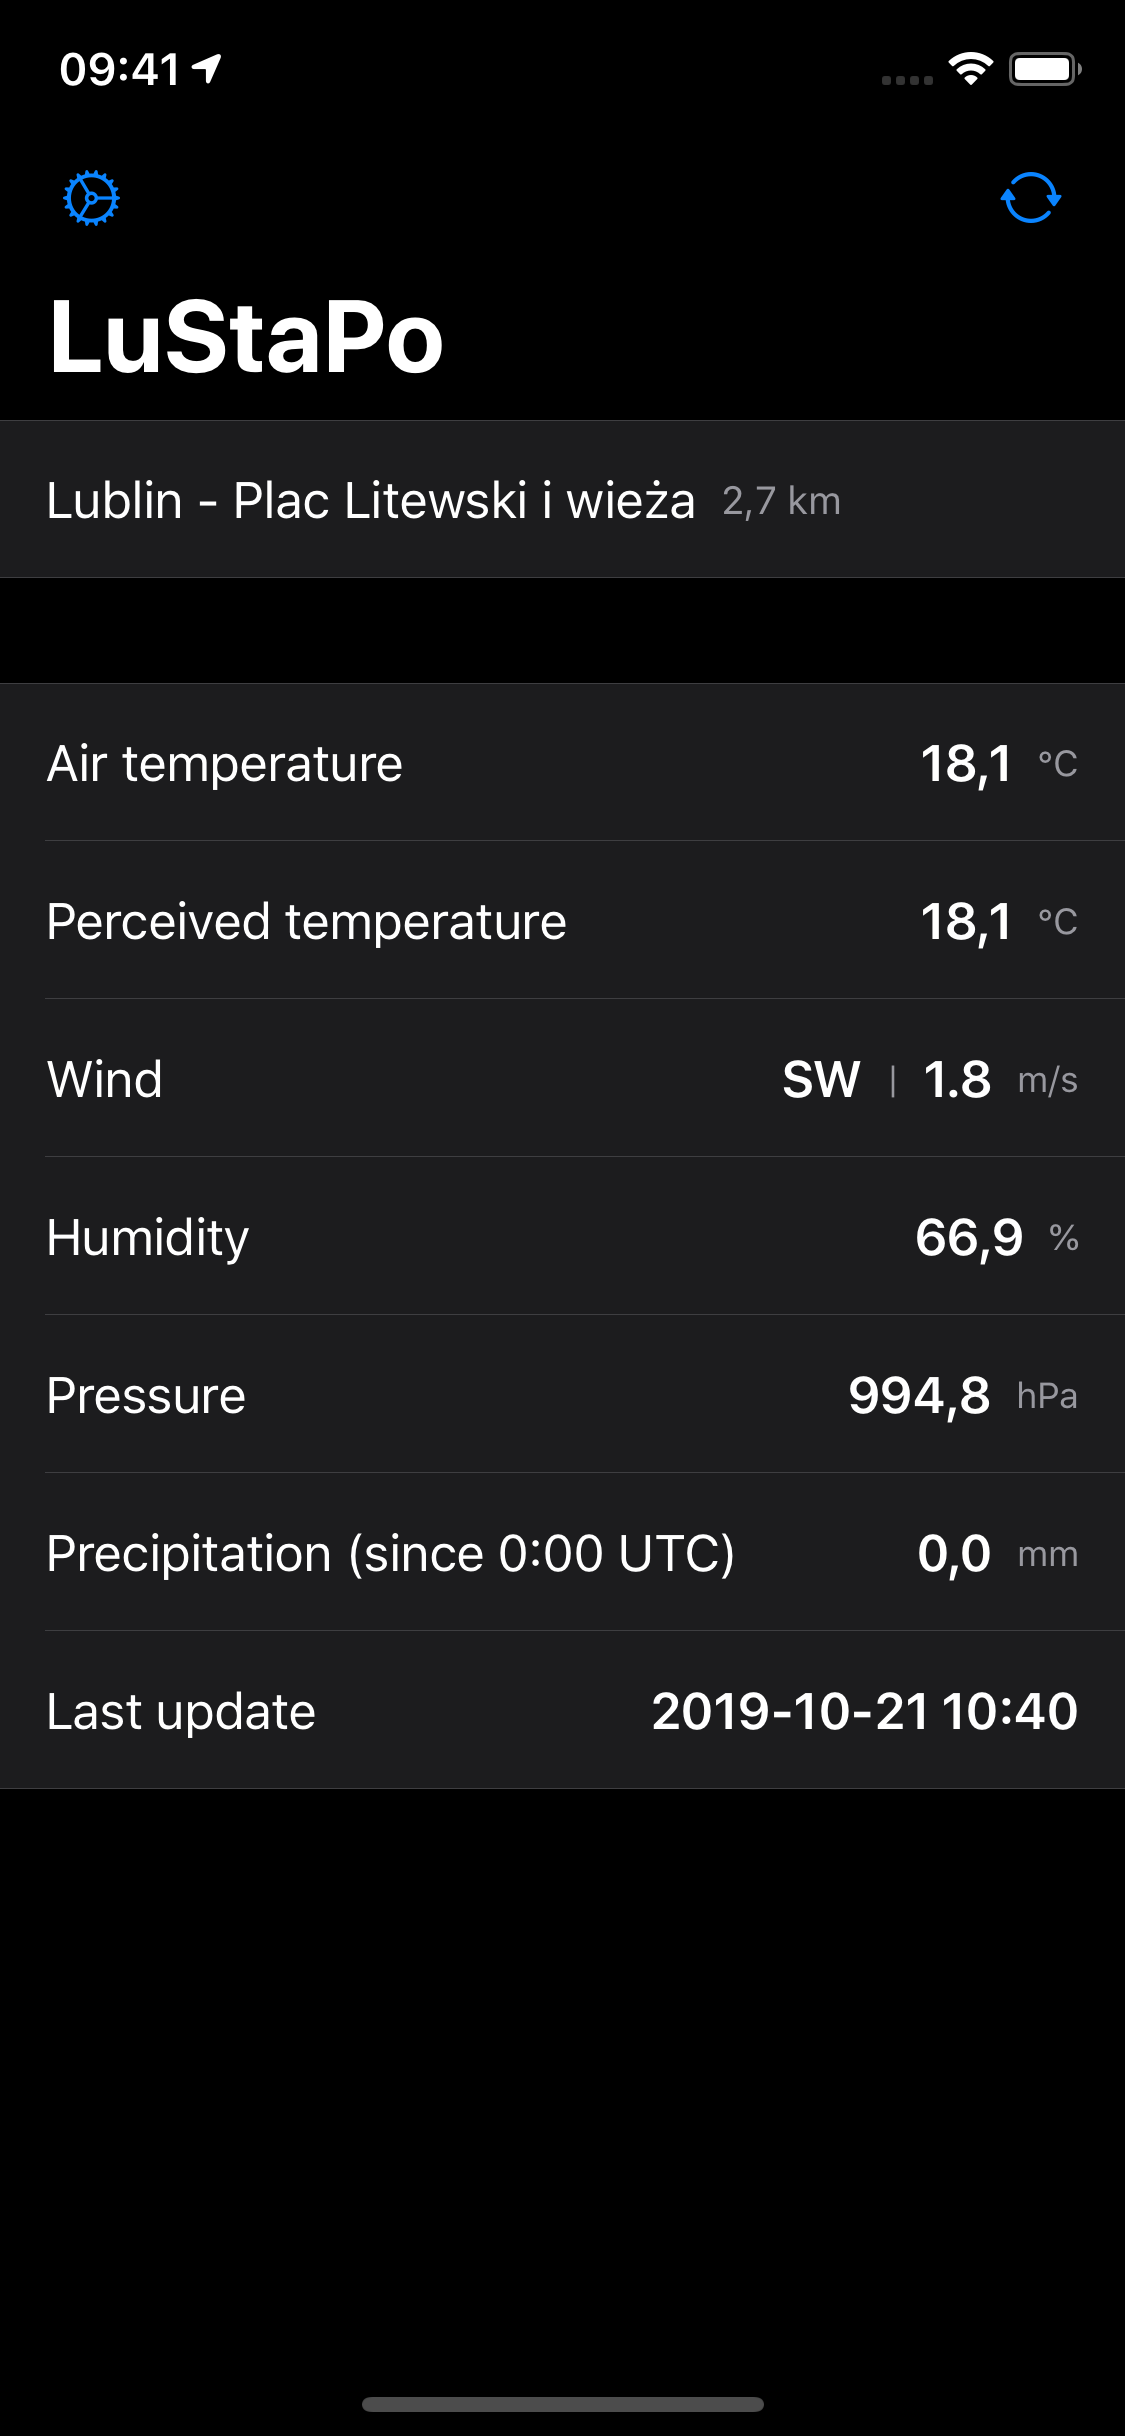 09:41
LuStaPo
Lublin - Plac Litewski i wieża 2,7 km
Air temperature 18,1 °C
Perceived temperature 18,1 °C
Wind SW | 1.8 m/s
Humidity 66,9 %
Pressure 994,8 hPa
Precipitation (since 0:00 UTC) 0,0 mm
Last update 2019-10-21 10:40